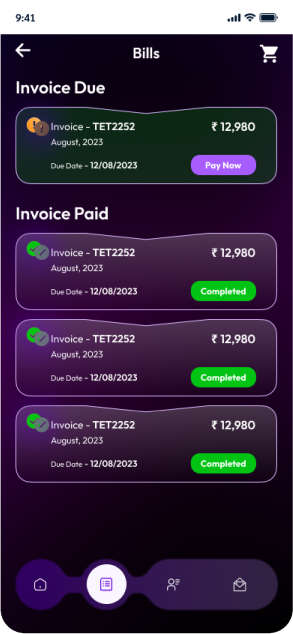 9:41
Bills
Invoice Due
Invoice - TET2252 ₹ 12,980
August, 2023
Due Date - 12/08/2023 Pay Now
Invoice Paid
Invoice - TET2252 ₹ 12,980
August, 2023
Due Date - 12/08/2023 Completed
Invoice - TET2252 ₹ 12,980
August, 2023
Due Date - 12/08/2023 Completed
Invoice - TET2252 ₹ 12,980
August, 2023
Due Date - 12/08/2023 Completed